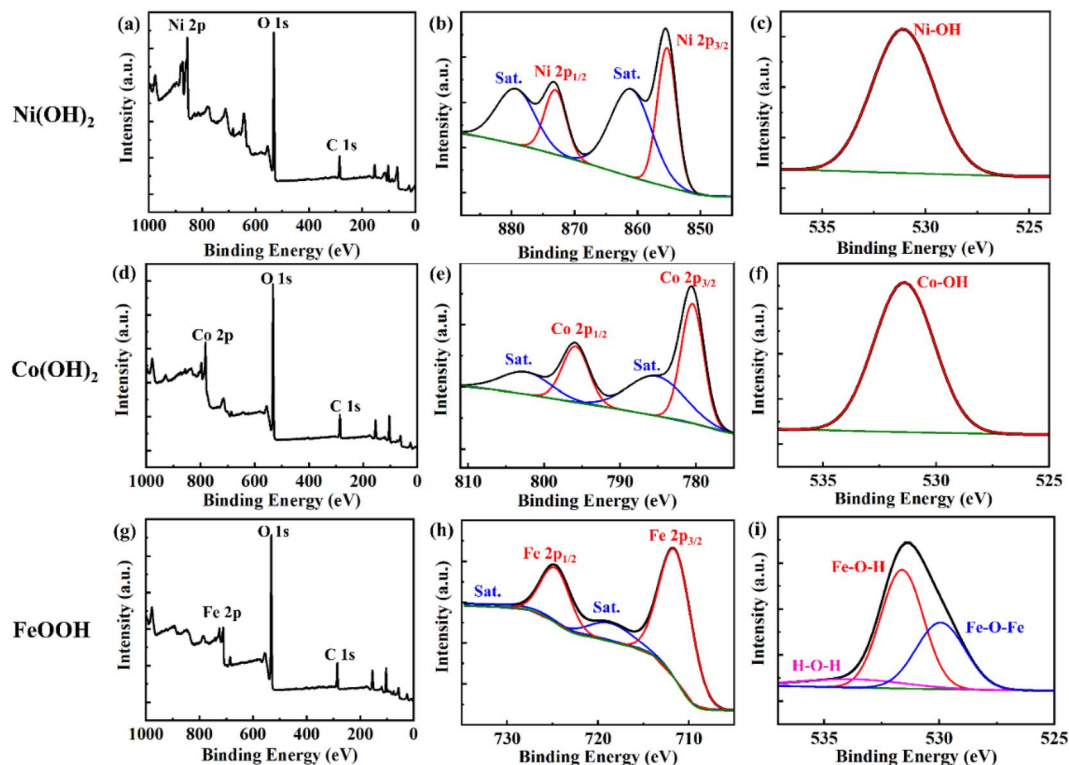 Ni(OH)₂
(a)
Ni 2p
O 1s
C 1s
Intensity (a.u.)
1000 800 600 400 200 0
Binding Energy (eV)
(b)
Ni 2p₃/₂
Sat.
Ni 2p₁/₂
Sat.
Intensity (a.u.)
880 870 860 850
Binding Energy (eV)
(c)
Ni-OH
Intensity (a.u.)
535 530 525
Binding Energy (eV)
Co(OH)₂
(d)
O 1s
Co 2p
C 1s
Intensity (a.u.)
1000 800 600 400 200 0
Binding Energy (eV)
(e)
Co 2p₃/₂
Co 2p₁/₂
Sat.
Sat.
Intensity (a.u.)
810 800 790 780
Binding Energy (eV)
(f)
Co-OH
Intensity (a.u.)
535 530 525
Binding Energy (eV)
FeOOH
(g)
O 1s
Fe 2p
C 1s
Intensity (a.u.)
1000 800 600 400 200 0
Binding Energy (eV)
(h)
Fe 2p₁/₂
Fe 2p₃/₂
Sat.
Sat.
Intensity (a.u.)
730 720 710
Binding Energy (eV)
(i)
Fe-O-H
Fe-O-Fe
H-O-H
Intensity (a.u.)
535 530 525
Binding Energy (eV)